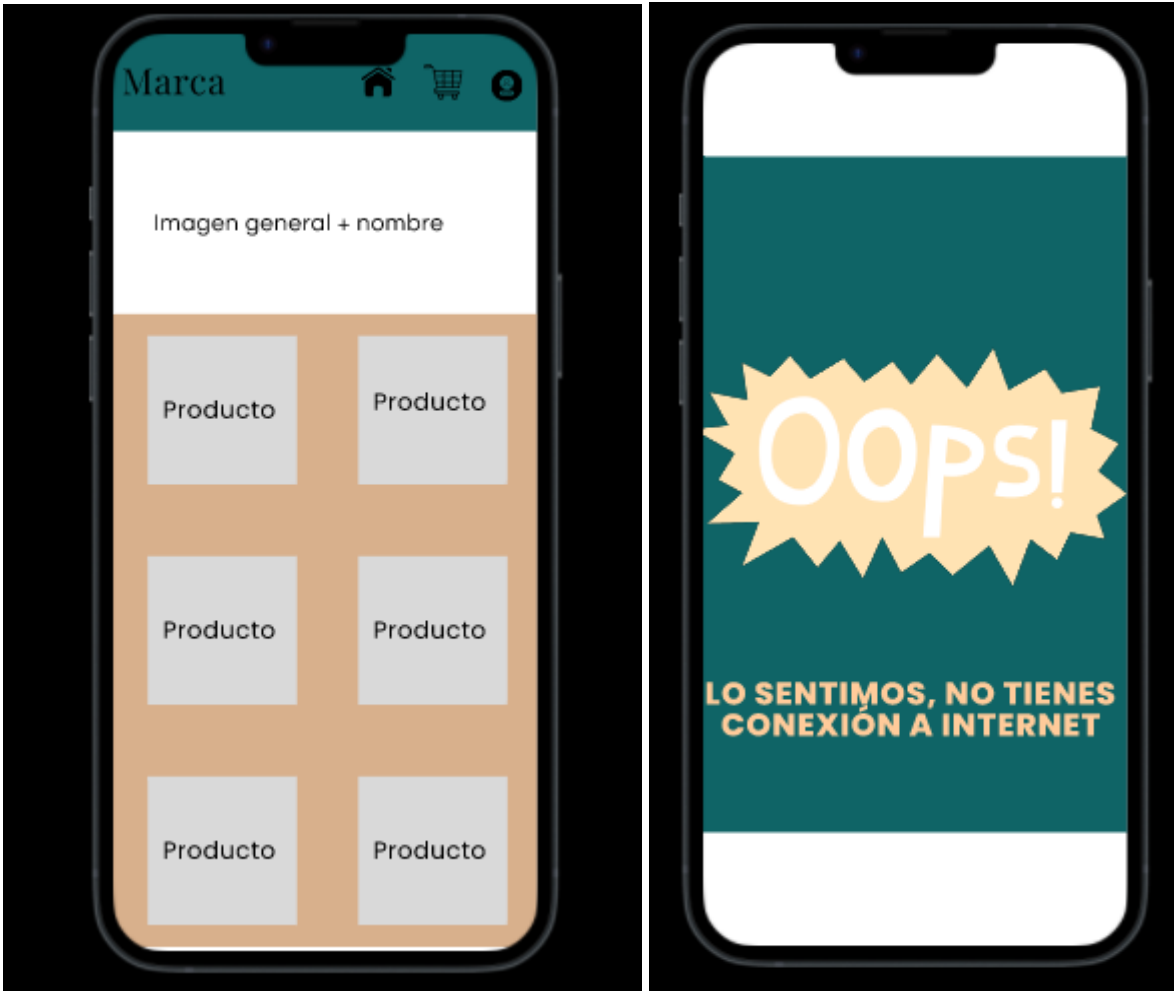 Marca
Imagen general + nombre
Producto
Producto
Producto
Producto
Producto
Producto
Oops!
LO SENTIMOS, NO TIENES
CONEXIÓN A INTERNET